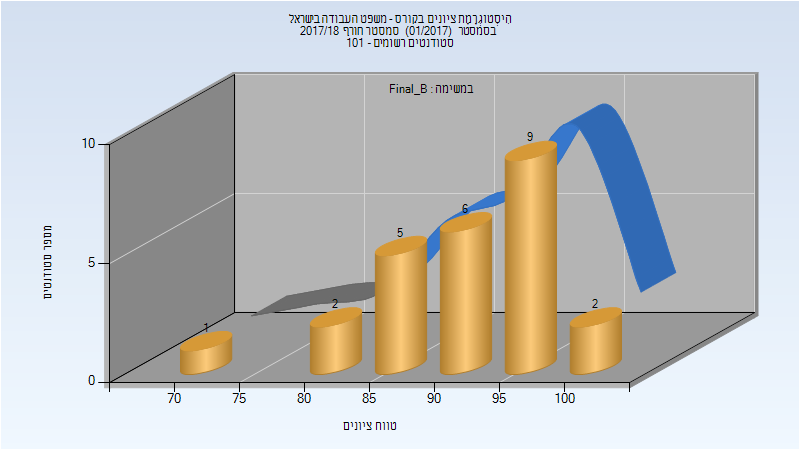 היסטוגרמת ציונים בקורס - משפט העבודה בישראל
בסמסטר (01/2017) סמסטר חורף 2017/18
סטודנטים רשומים - 101
במשימה : Final_B
10
5
0
מספר סטודנטים
1
2
5
6
9
2
70
75
80
85
90
95
100
טווח ציונים